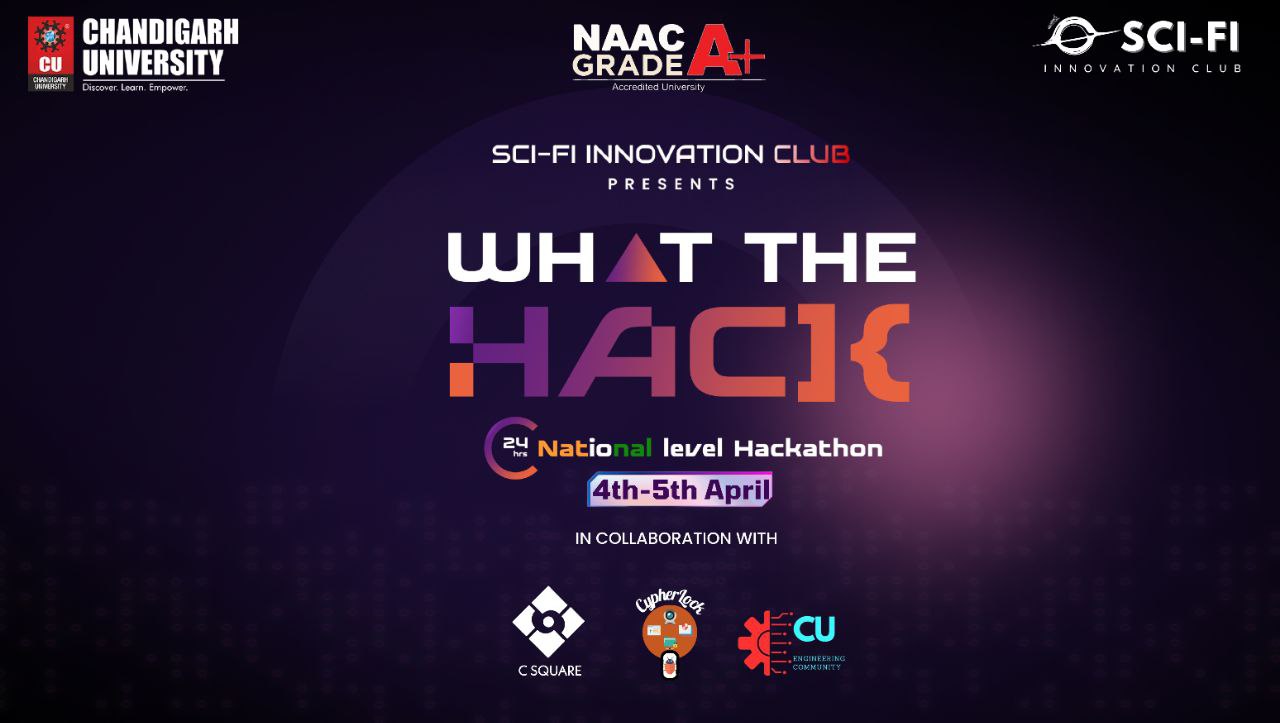 CHANDIGARH
UNIVERSITY
Discover. Learn. Empower.
CU
CHANDIGARH
UNIVERSITY
NAAC
GRADE A+
Accredited University
SCI-FI
INNOVATION CLUB
SCI-FI INNOVATION CLUB
PRESENTS
WHAT THE
HACK
24
hrs
National level Hackathon
4th-5th April
IN COLLABORATION WITH
C SQUARE
CypherLock
CU
ENGINEERING
COMMUNITY